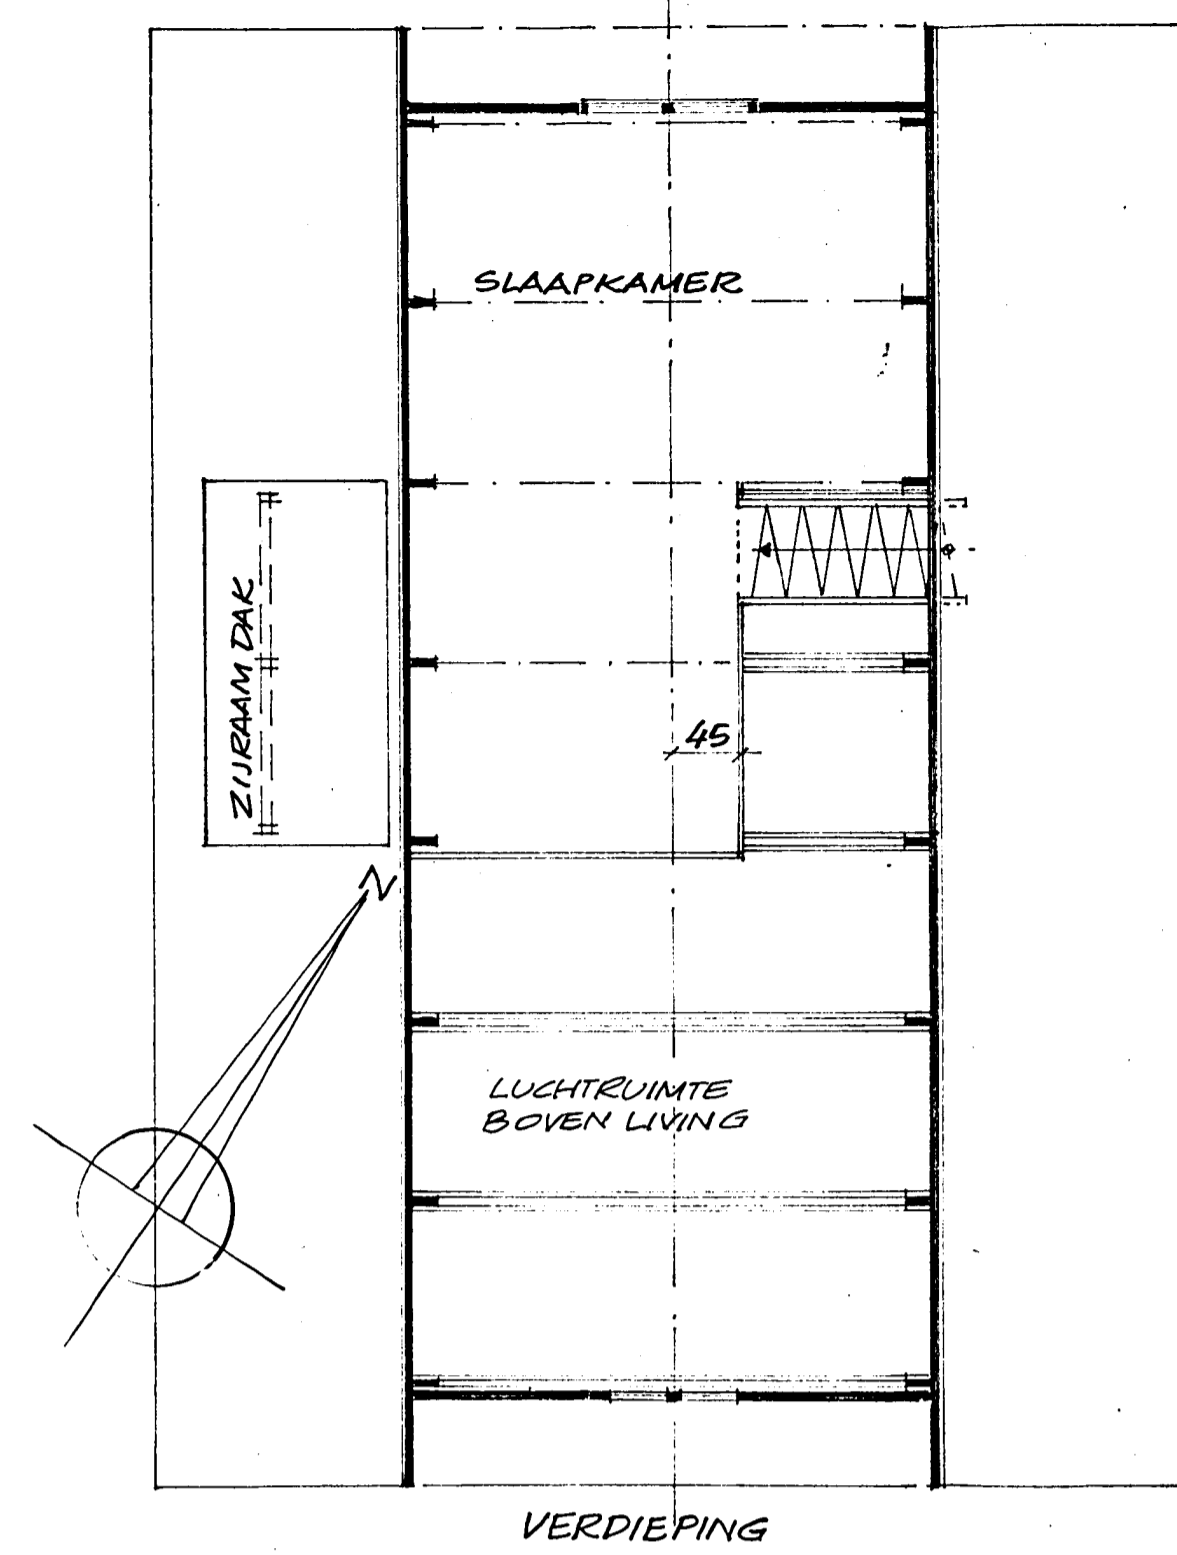 SLAAPKAMER
ZIJRAAM DAK
45
N
LUCHTRUIMTE
BOVEN LIVING
VERDIEPING